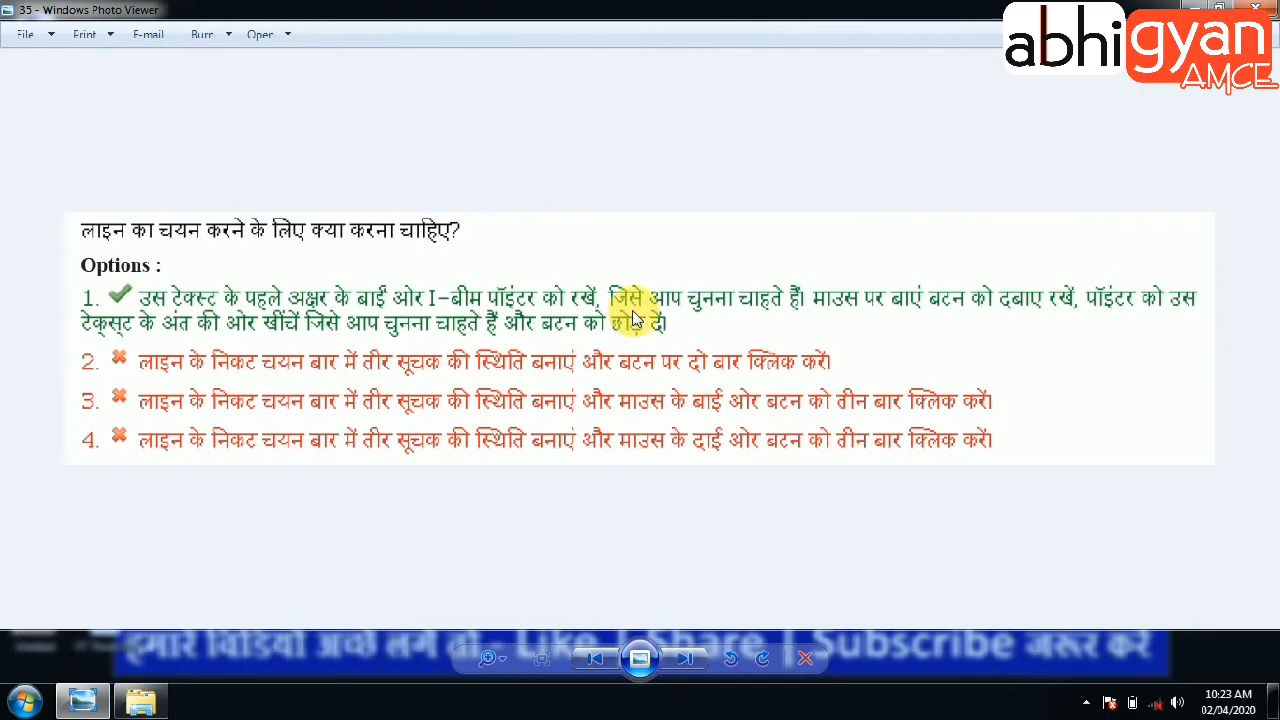 35 - Windows Photo Viewer
File Print E-mail Burn Open
abhigyan
AMCE
लाइन का चयन करने के लिए क्या करना चाहिए?
Options :
1. उस टेक्स्ट के पहले अक्षर के बाईं ओर I-बीम पॉइंटर को रखें, जिसे आप चुनना चाहते हैं। माउस पर बाएं बटन को दबाए रखें, पॉइंटर को उस
टेक्स्ट के अंत की ओर खींचें जिसे आप चुनना चाहते हैं और बटन को छोड़ दें।
2. लाइन के निकट चयन बार में तीर सूचक की स्थिति बनाएं और बटन पर दो बार क्लिक करें।
3. लाइन के निकट चयन बार में तीर सूचक की स्थिति बनाएं और माउस के बाई ओर बटन को तीन बार क्लिक करें।
4. लाइन के निकट चयन बार में तीर सूचक की स्थिति बनाएं और माउस के दाई ओर बटन को तीन बार क्लिक करें।
हमारे विडियो अच्छे लगे तो - Like | Share | Subscribe जरूर करे
10:23 AM
02/04/2020